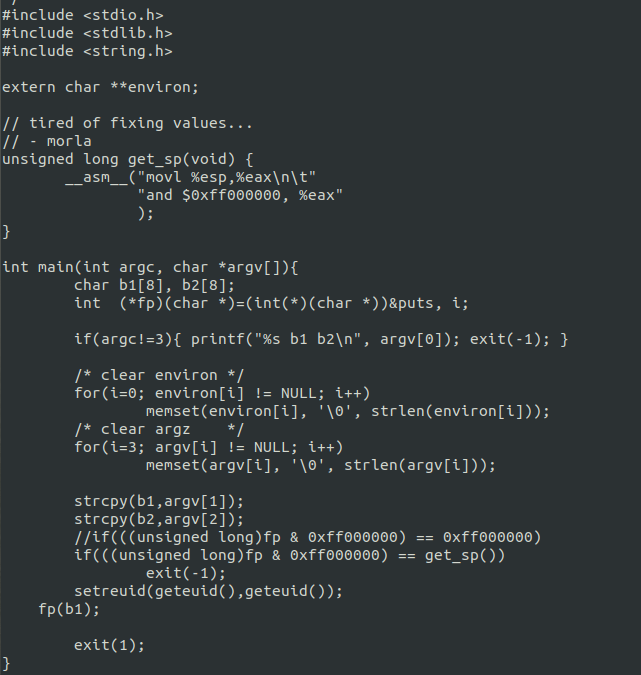 #include <stdio.h>
#include <stdlib.h>
#include <string.h>

extern char **environ;

// tired of fixing values...
// - morla
unsigned long get_sp(void) {
       __asm__("movl %esp,%eax\n\t"
               "and $0xff000000, %eax"
               );
}

int main(int argc, char *argv[]){
        char b1[8], b2[8];
        int  (*fp)(char *)=(int(*)(char *))&puts, i;

        if(argc!=3){ printf("%s b1 b2\n", argv[0]); exit(-1); }

        /* clear environ */
        for(i=0; environ[i] != NULL; i++)
                memset(environ[i], '\0', strlen(environ[i]));
        /* clear argz    */
        for(i=3; argv[i] != NULL; i++)
                memset(argv[i], '\0', strlen(argv[i]));

        strcpy(b1,argv[1]);
        strcpy(b2,argv[2]);
        //if(((unsigned long)fp & 0xff000000) == 0xff000000)
        if(((unsigned long)fp & 0xff000000) == get_sp())
                exit(-1);
        setreuid(geteuid(),geteuid());
    fp(b1);

        exit(1);
}